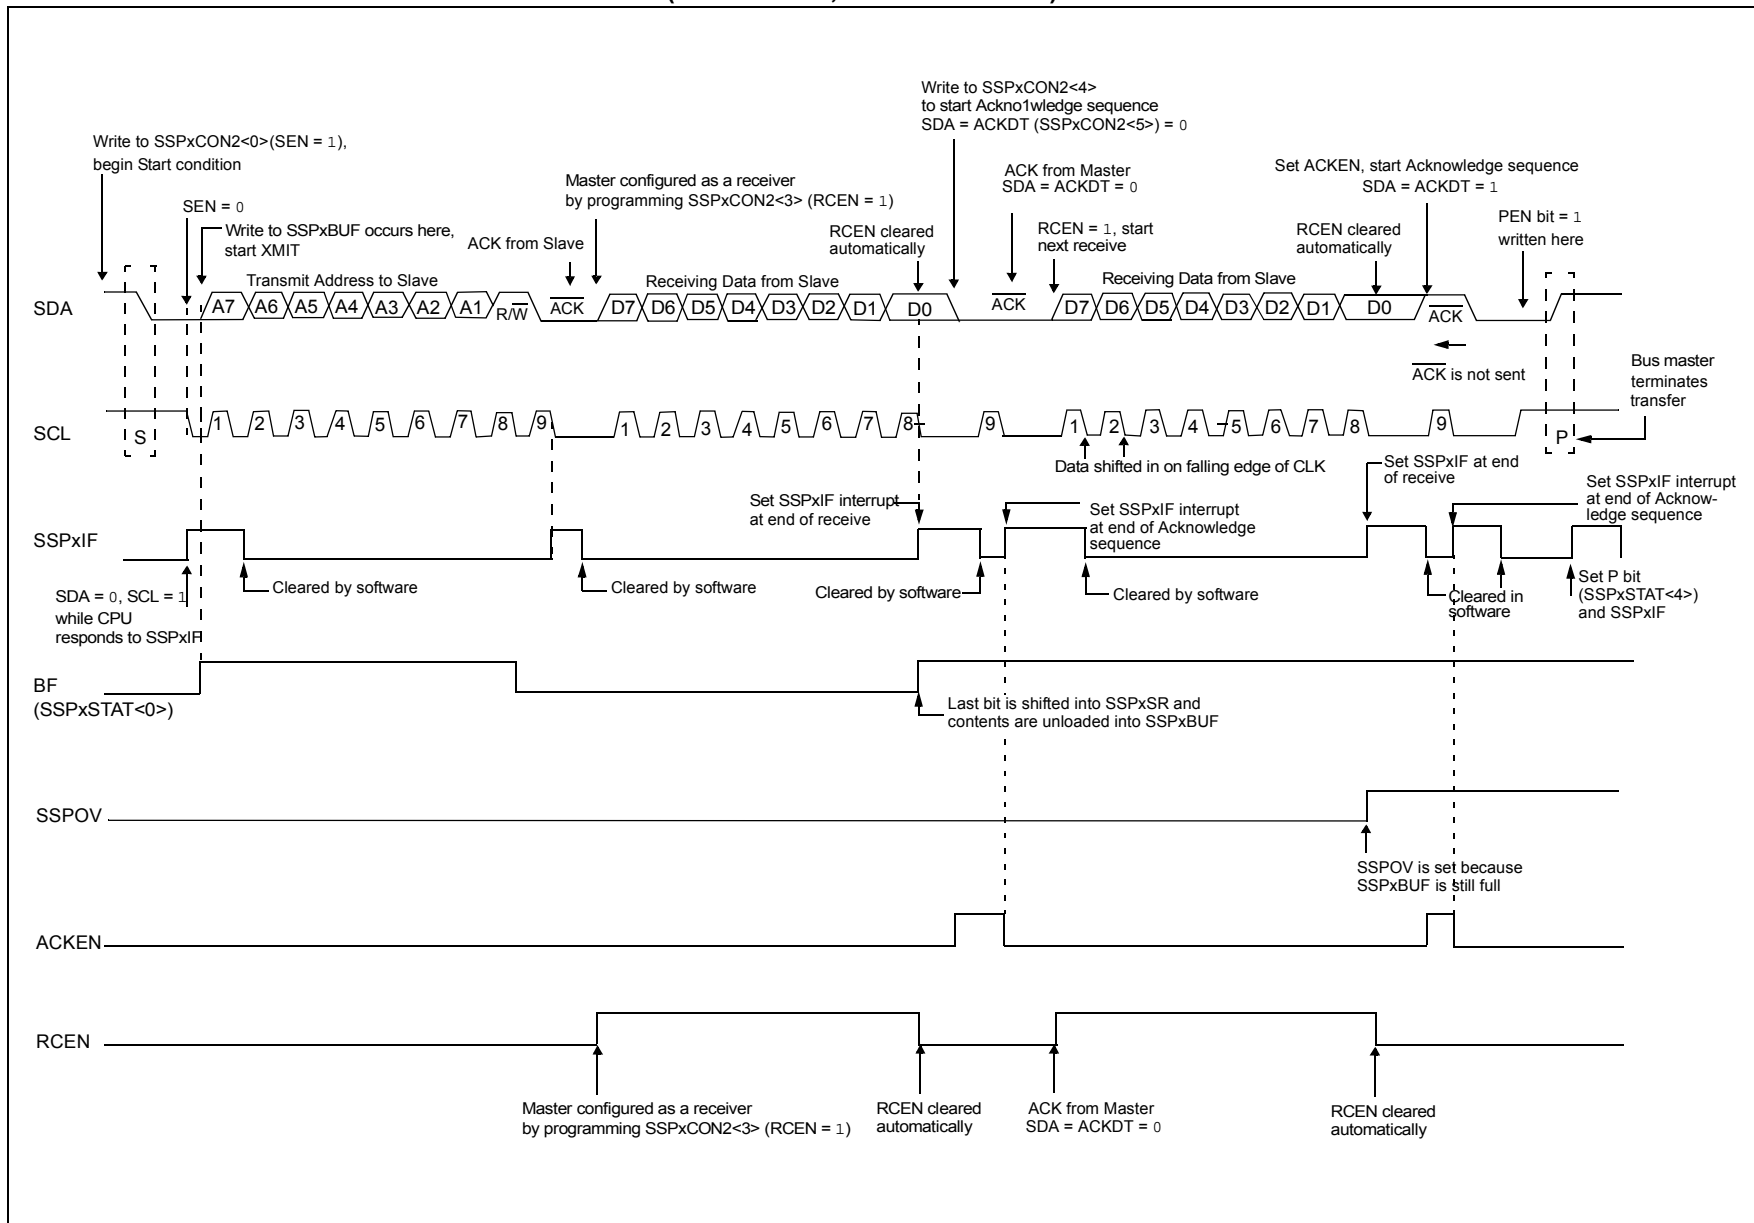 Write to SSPxCON2<4>
to start Ackno1wledge sequence
SDA = ACKDT (SSPxCON2<5>) = 0
Write to SSPxCON2<0>(SEN = 1),
begin Start condition
ACK from Master
SDA = ACKDT = 0
Set ACKEN, start Acknowledge sequence
SDA = ACKDT = 1
Master configured as a receiver
by programming SSPxCON2<3> (RCEN = 1)
SEN = 0
Write to SSPxBUF occurs here,
start XMIT
ACK from Slave
RCEN cleared
automatically
RCEN = 1, start
next receive
RCEN cleared
automatically
PEN bit = 1
written here
Transmit Address to Slave
Receiving Data from Slave
Receiving Data from Slave
SDA
A7 A6 A5 A4 A3 A2 A1 R/W ACK D7 D6 D5 D4 D3 D2 D1 D0 ACK D7 D6 D5 D4 D3 D2 D1 D0 ACK
ACK is not sent
Bus master
terminates
transfer
SCL
S 1 2 3 4 5 6 7 8 9 1 2 3 4 5 6 7 8 9 1 2 3 4 5 6 7 8 9 P
Data shifted in on falling edge of CLK
Set SSPxIF at end
of receive
Set SSPxIF interrupt
at end of receive
Set SSPxIF interrupt
at end of Acknowledge
sequence
Set SSPxIF interrupt
at end of Acknow-
ledge sequence
SSPxIF
SDA = 0, SCL = 1
while CPU
responds to SSPxIF
Cleared by software
Cleared by software
Cleared by software
Cleared by software
Cleared in
software
Set P bit
(SSPxSTAT<4>)
and SSPxIF
BF
(SSPxSTAT<0>)
Last bit is shifted into SSPxSR and
contents are unloaded into SSPxBUF
SSPOV
SSPOV is set because
SSPxBUF is still full
ACKEN
RCEN
Master configured as a receiver
by programming SSPxCON2<3> (RCEN = 1)
RCEN cleared
automatically
ACK from Master
SDA = ACKDT = 0
RCEN cleared
automatically